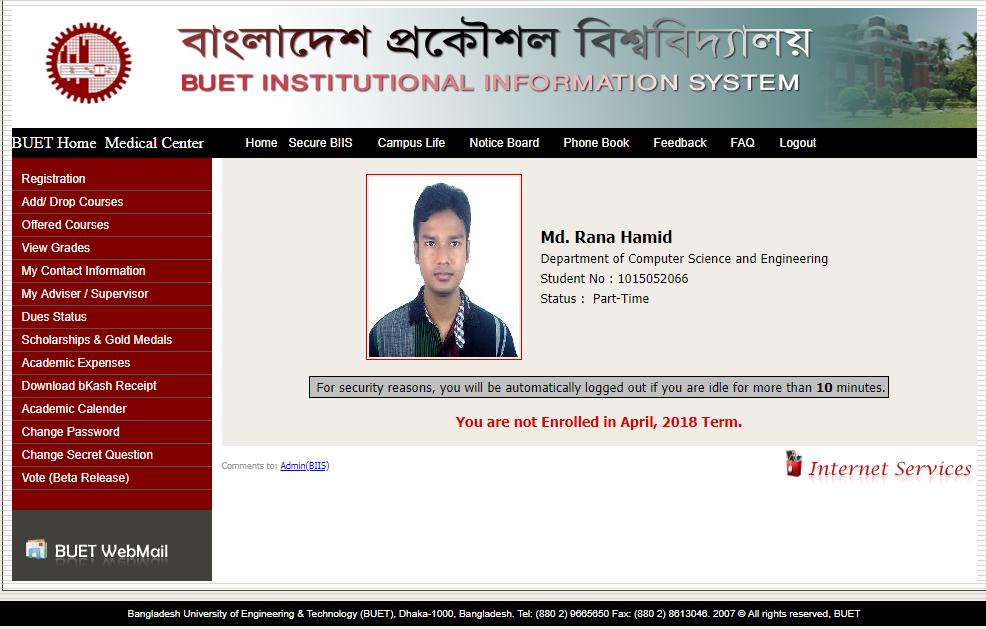 বাংলাদেশ প্রকৌশল বিশ্ববিদ্যালয়
BUET INSTITUTIONAL INFORMATION SYSTEM
BUET Home Medical Center Home Secure BIIS Campus Life Notice Board Phone Book Feedback FAQ Logout
Registration
Add/ Drop Courses
Offered Courses
View Grades
My Contact Information
My Adviser / Supervisor
Dues Status
Scholarships & Gold Medals
Academic Expenses
Download bKash Receipt
Academic Calender
Change Password
Change Secret Question
Vote (Beta Release)
BUET WebMail
Md. Rana Hamid
Department of Computer Science and Engineering
Student No : 1015052066
Status : Part-Time
For security reasons, you will be automatically logged out if you are idle for more than 10 minutes.
You are not Enrolled in April, 2018 Term.
Comments to: Admin(BIIS)
Internet Services
Bangladesh University of Engineering & Technology (BUET), Dhaka-1000, Bangladesh. Tel: (880 2) 9665650 Fax: (880 2) 8613046. 2007 © All rights reserved, BUET